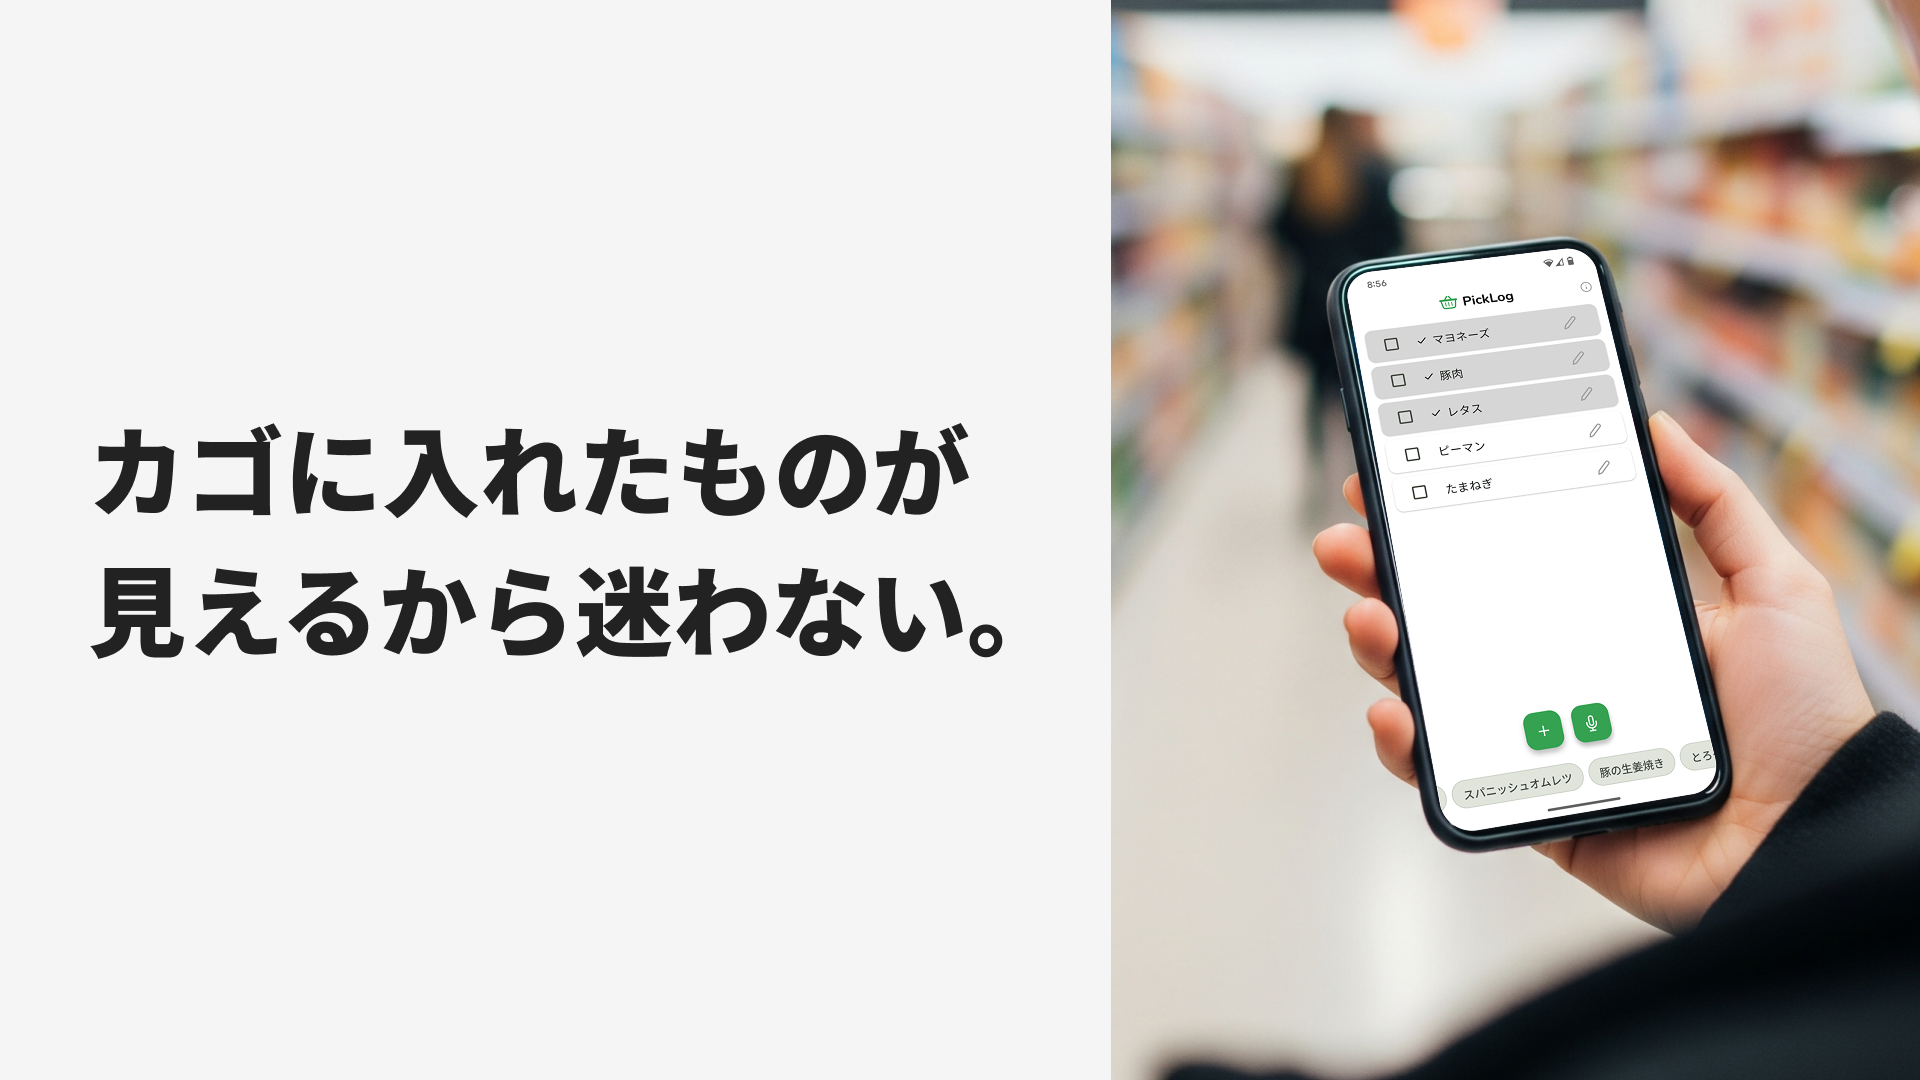 カゴに入れたものが
見えるから迷わない。
8:56
PickLog
マヨネーズ
豚肉
レタス
ピーマン
たまねぎ
スパニッシュオムレツ
豚の生姜焼き
とろ